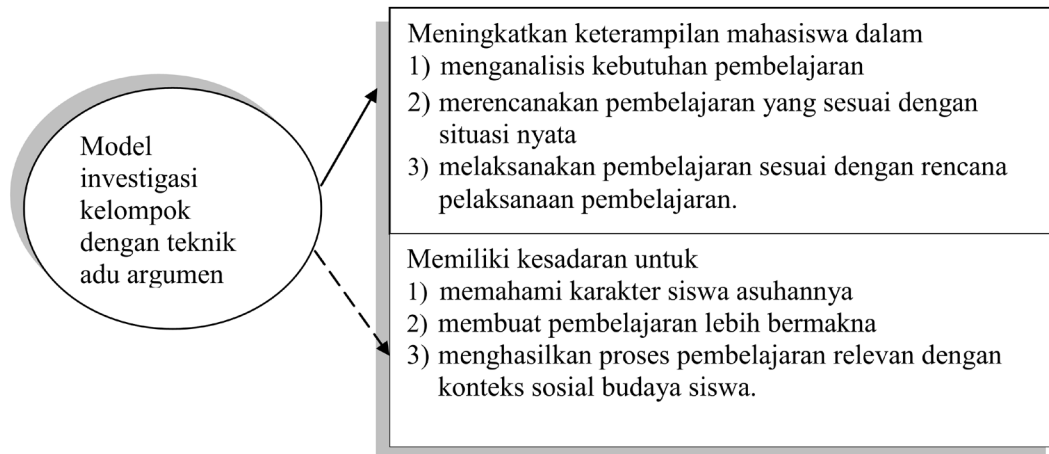 Model
investigasi
kelompok
dengan teknik
adu argumen
Meningkatkan keterampilan mahasiswa dalam
1) menganalisis kebutuhan pembelajaran
2) merencanakan pembelajaran yang sesuai dengan
situasi nyata
3) melaksanakan pembelajaran sesuai dengan rencana
pelaksanaan pembelajaran.
Memiliki kesadaran untuk
1) memahami karakter siswa asuhannya
2) membuat pembelajaran lebih bermakna
3) menghasilkan proses pembelajaran relevan dengan
konteks sosial budaya siswa.